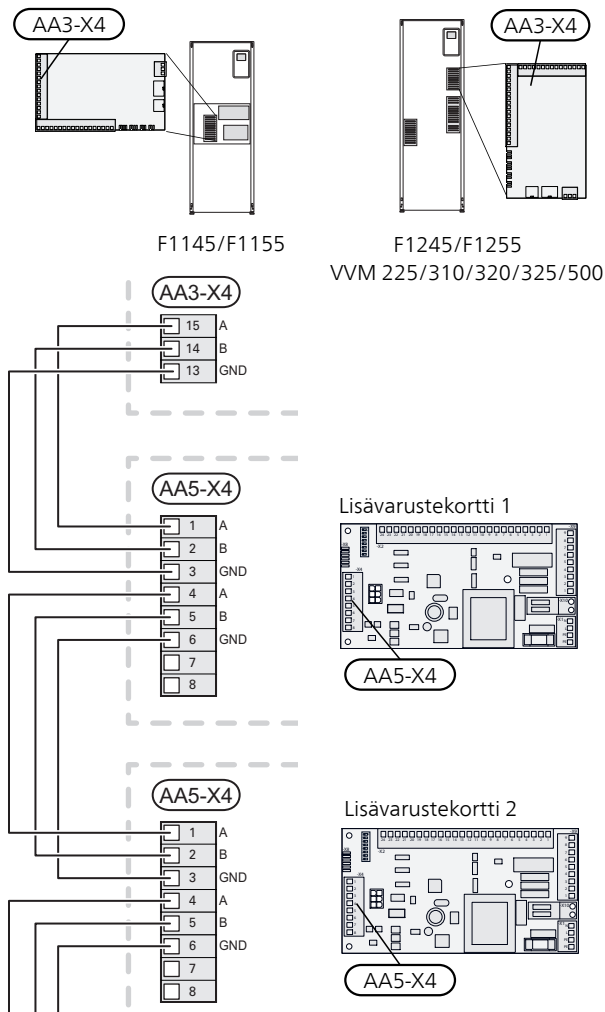 AA3-X4
AA3-X4
F1145/F1155
F1245/F1255
VVM 225/310/320/325/500
AA3-X4
15 A
14 B
13 GND
AA5-X4
1 A
2 B
3 GND
4 A
5 B
6 GND
7
8
Lisävarustekortti 1
AA5-X4
AA5-X4
1 A
2 B
3 GND
4 A
5 B
6 GND
7
8
Lisävarustekortti 2
AA5-X4